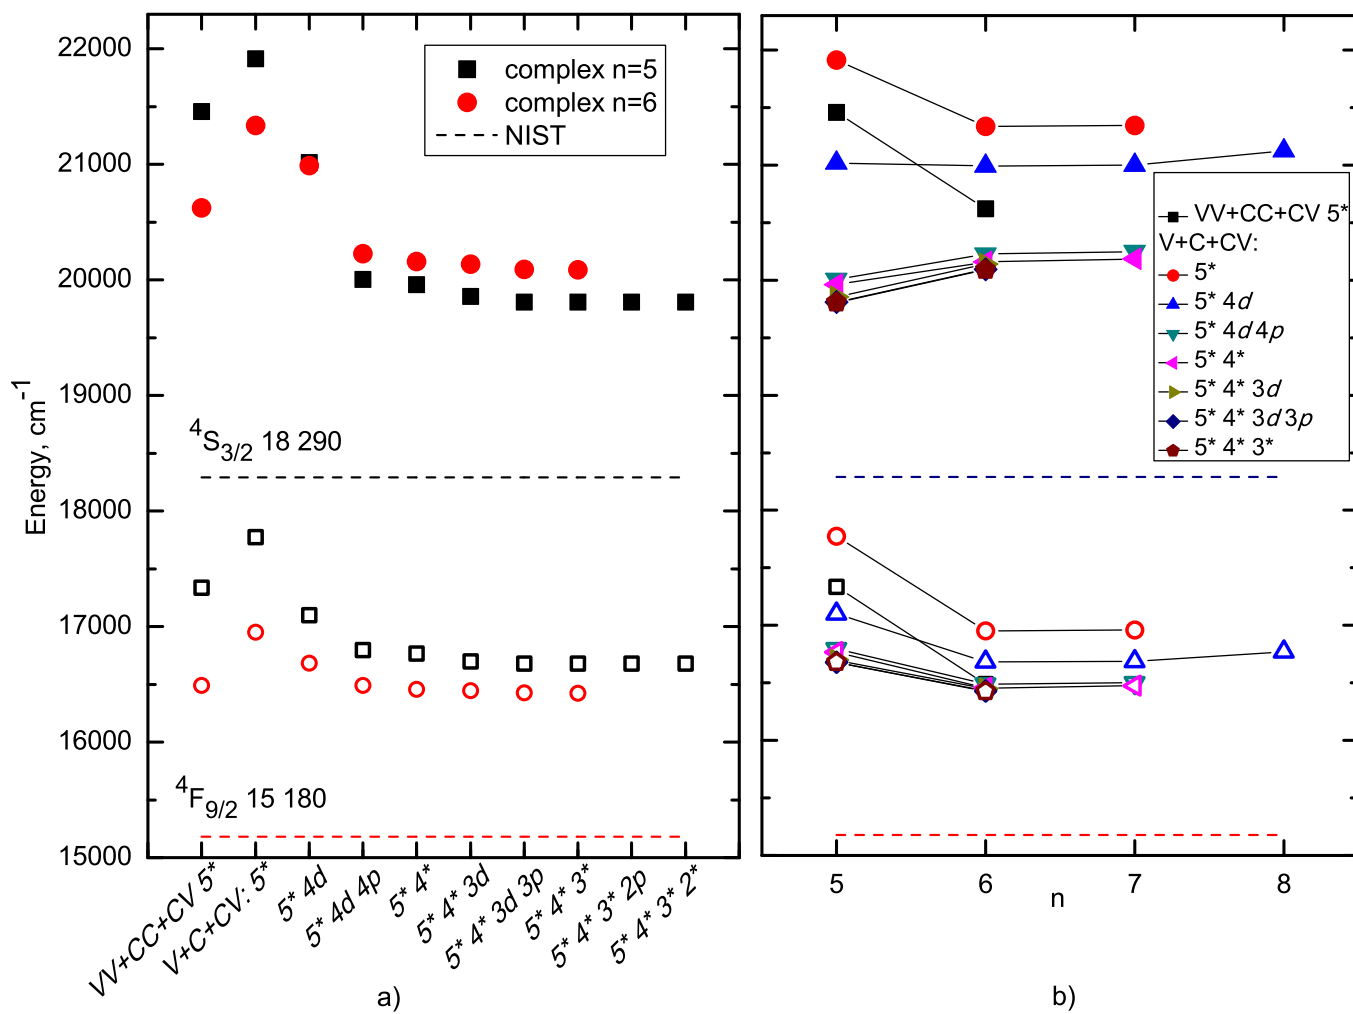 22000
21000
20000
19000
18000
17000
16000
15000
Energy, cm⁻¹
complex n=5
complex n=6
NIST
⁴S₃/₂ 18 290
⁴F₉/₂ 15 180
VV+CC+CV 5*
V+C+CV: 5*
5* 4d
5* 4d 4p
5* 4*
5* 4* 3d
5* 4* 3d 3p
5* 4* 3*
5* 4* 3* 2p
5* 4* 3* 2*
a)
VV+CC+CV 5*
V+C+CV:
5*
5* 4d
5* 4d 4p
5* 4*
5* 4* 3d
5* 4* 3d 3p
5* 4* 3*
5 6 7 8
n
b)